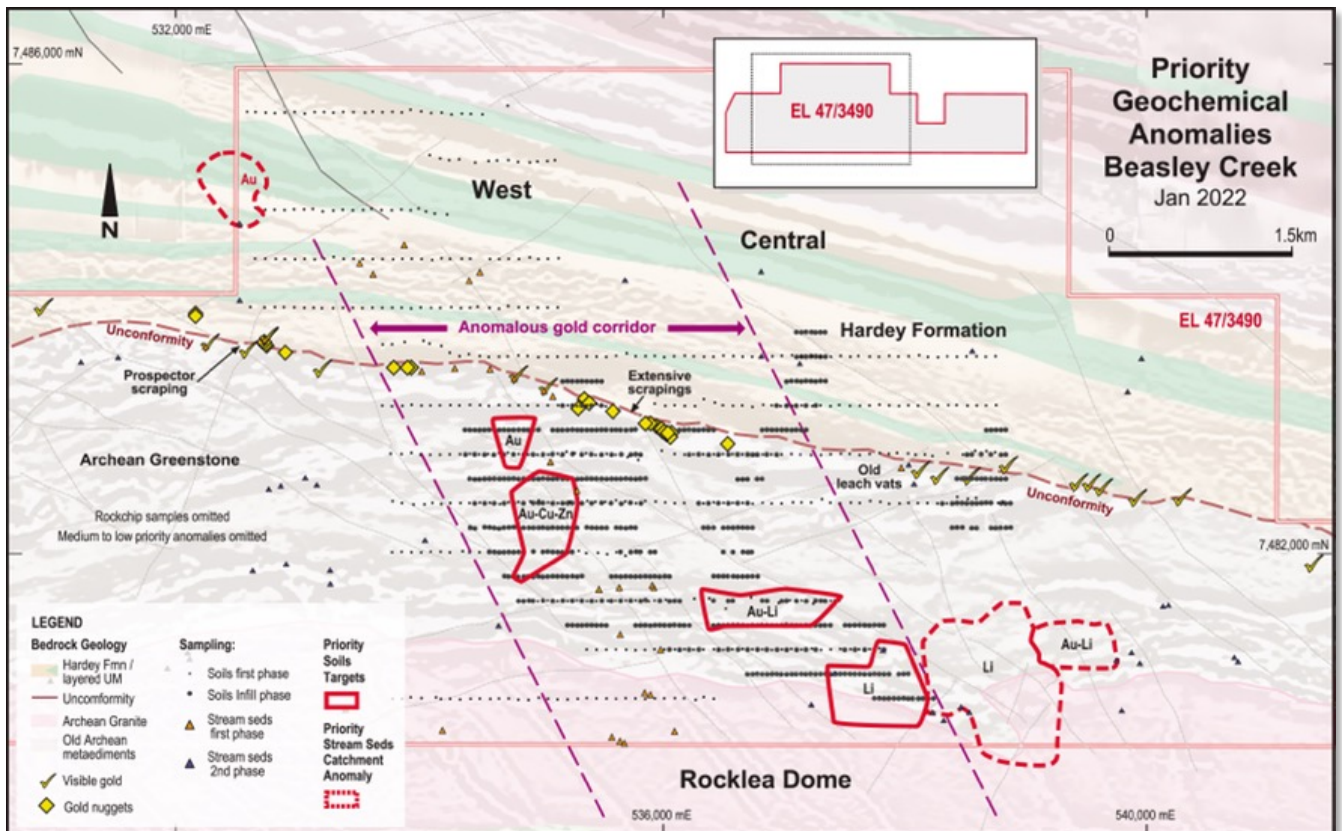 532,000 mE
7,486,000 mN
Priority
Geochemical
Anomalies
Beasley Creek
Jan 2022
EL 47/3490
0 1.5km
N
Au
West
Central
Anomalous gold corridor
Hardey Formation
EL 47/3490
Unconformity
Prospector
scraping
Extensive
scrapings
Archean Greenstone
Rockchip samples omitted
Medium to low priority anomalies omitted
Au
Au-Cu-Zn
Old
leach vats
Unconformity
7,482,000 mN
Au-Li
Li
Li
Au-Li
Rocklea Dome
536,000 mE
540,000 mE
LEGEND
Bedrock Geology
Hardey Fmn /
layered UM
Uncomformity
Archean Granite
Old Archean
metaediments
Visible gold
Gold nuggets
Sampling:
Soils first phase
Soils Infill phase
Stream seds
first phase
Stream seds
2nd phase
Priority
Soils
Targets
Priority
Stream Seds
Catchment
Anomaly